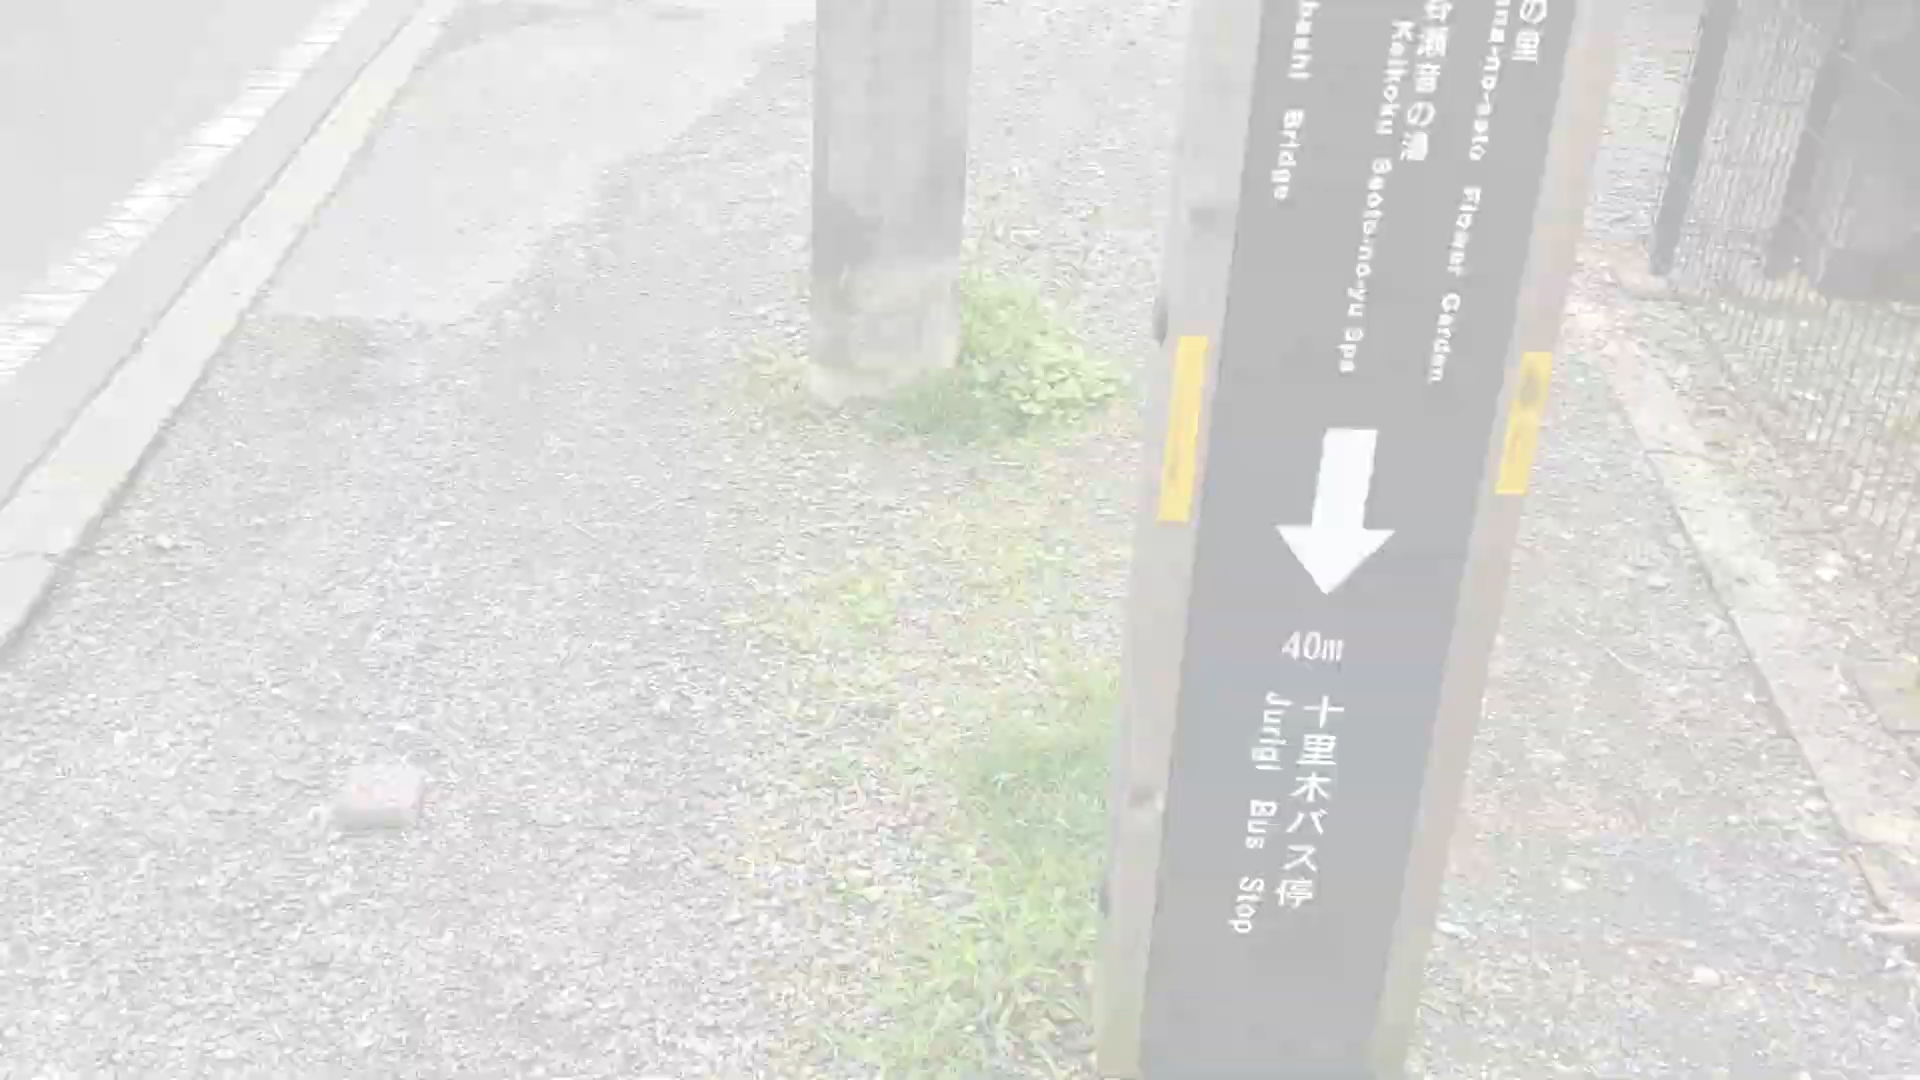 の里
Flower Garden
瀬音の湯
Keikoku Seoto-no-yu Spa
Bridge
40m
十里木バス停
Jurigi Bus Stop